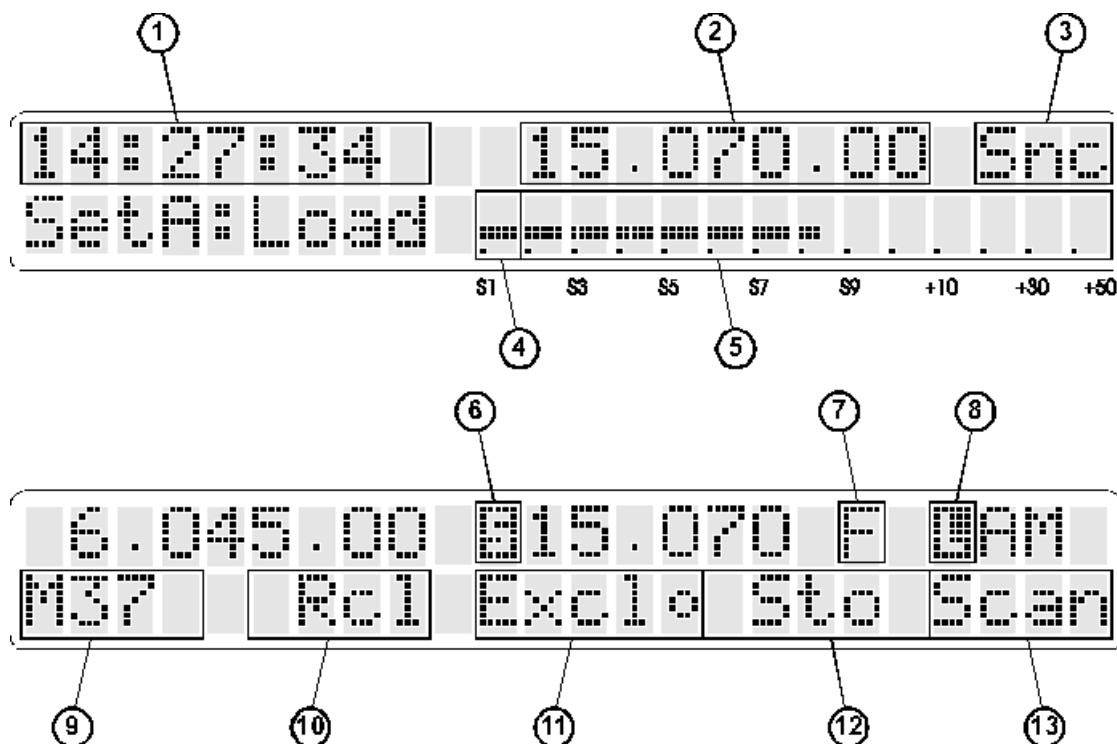 1 2 3
14:27:34 15.070.00 Snc
SetA:Load
S1 S3 S5 S7 S9 +10 +30 +50
4 5
6 7 8
6.045.00 15.070 F AM
M37 Rcl Excl Sto Scan
9 10 11 12 13